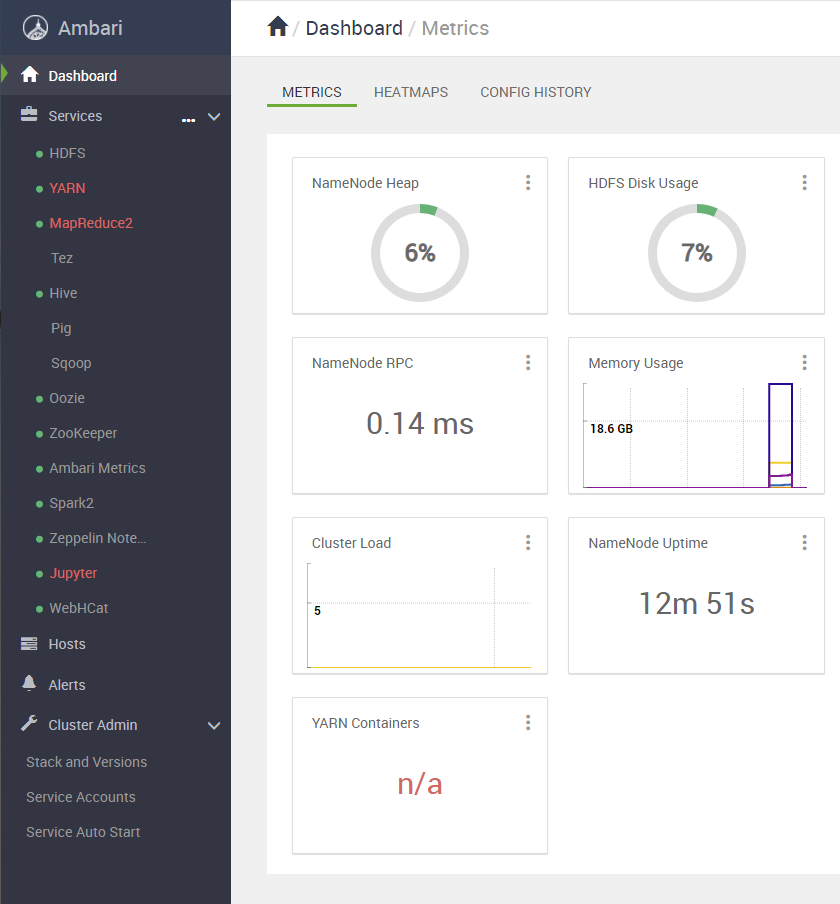 Ambari
Dashboard
Services
HDFS
YARN
MapReduce2
Tez
Hive
Pig
Sqoop
Oozie
ZooKeeper
Ambari Metrics
Spark2
Zeppelin Note...
Jupyter
WebHCat
Hosts
Alerts
Cluster Admin
Stack and Versions
Service Accounts
Service Auto Start
/ Dashboard / Metrics
METRICS HEATMAPS CONFIG HISTORY
NameNode Heap
6%
HDFS Disk Usage
7%
NameNode RPC
0.14 ms
Memory Usage
18.6 GB
Cluster Load
5
NameNode Uptime
12m 51s
YARN Containers
n/a